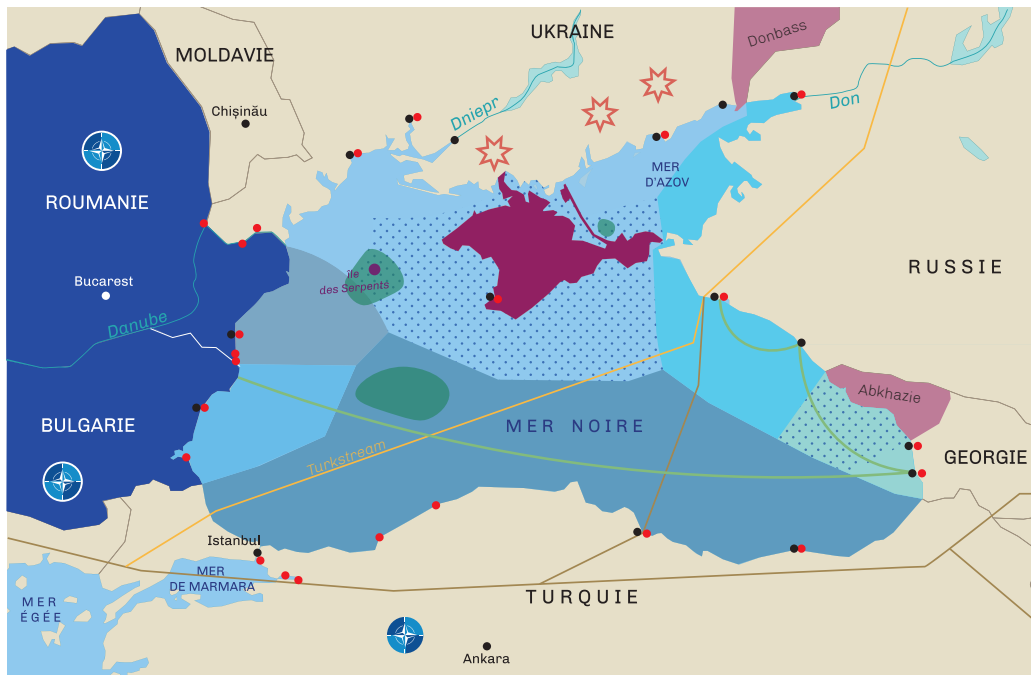 UKRAINE
MOLDAVIE
Donbass
Chișinău
Dniepr
Don
MER
D'AZOV
ROUMANIE
RUSSIE
Bucarest
île
des Serpents
Danube
Abkhazie
BULGARIE
MER NOIRE
Turkstream
GEORGIE
Istanbul
MER
DE MARMARA
MER
ÉGÉE
TURQUIE
Ankara